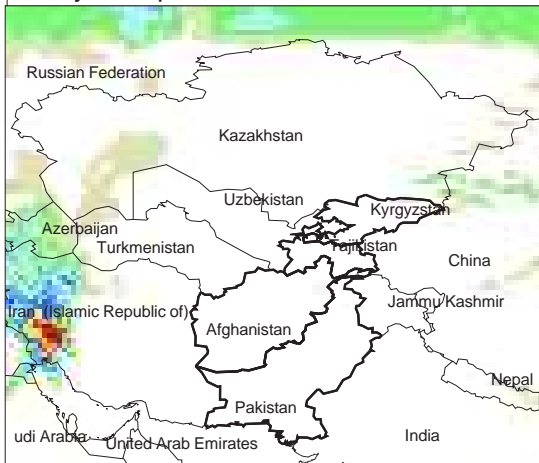 Russian Federation
Kazakhstan
Uzbekistan
Kyrgyzstan
Azerbaijan
Turkmenistan
Tajikistan
China
Iran (Islamic Republic of)
Jammu/Kashmir
Afghanistan
Nepal
Pakistan
udi Arabia
United Arab Emirates
India